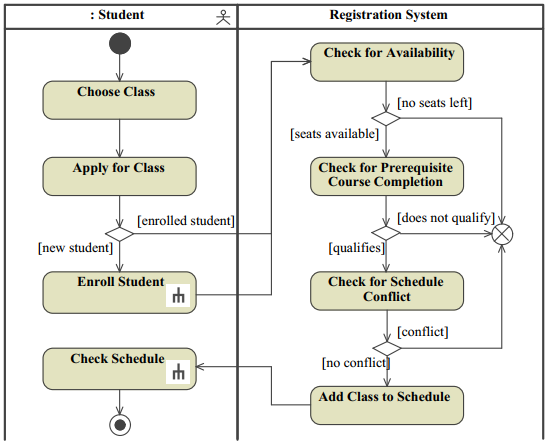 : Student
Registration System
Choose Class
Apply for Class
[enrolled student]
[new student]
Enroll Student
Check Schedule
Check for Availability
[no seats left]
[seats available]
Check for Prerequisite
Course Completion
[does not qualify]
[qualifies]
Check for Schedule
Conflict
[conflict]
[no conflict]
Add Class to Schedule